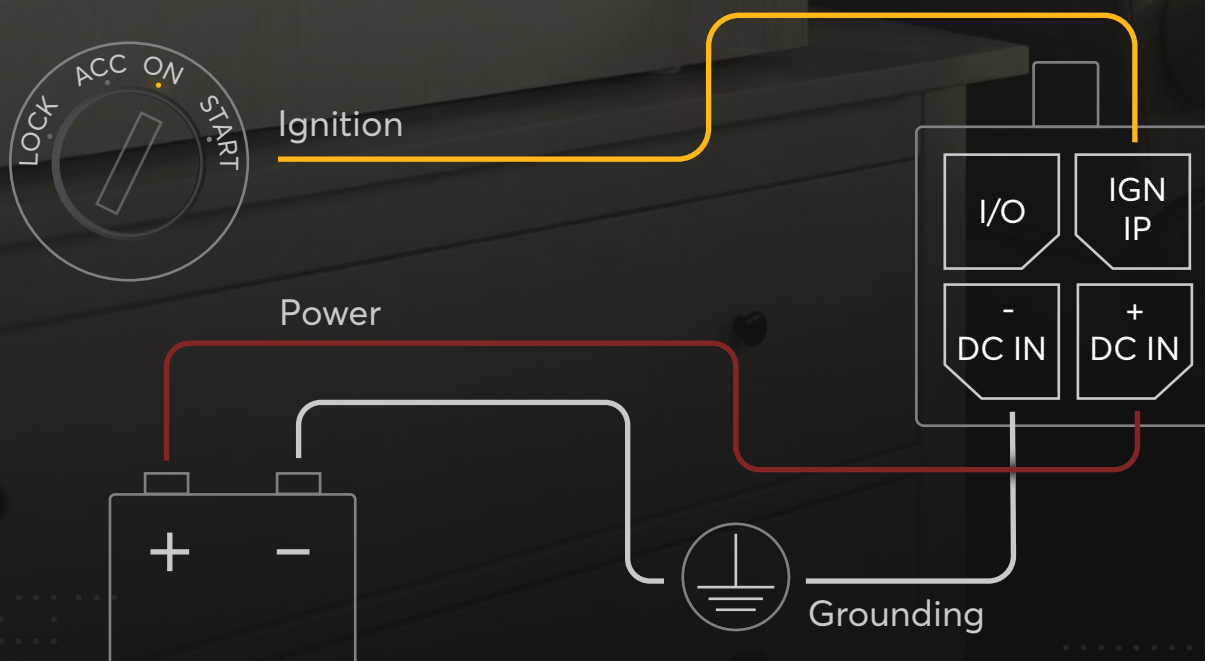 LOCK ACC ON START
Ignition
I/O
IGN
IP
Power
-
DC IN
+
DC IN
+ −
Grounding